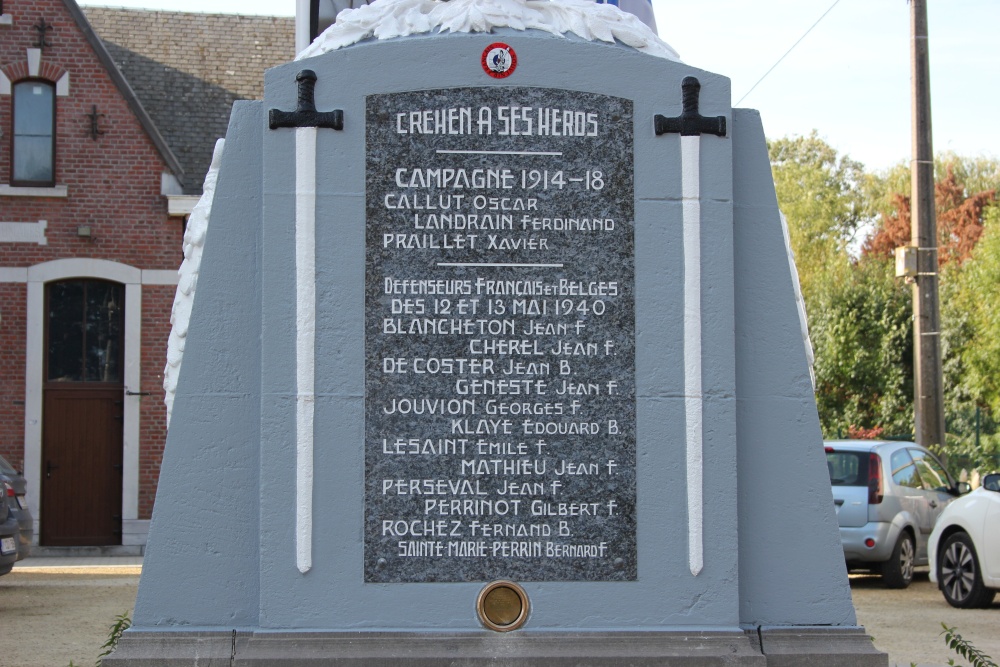 CREHEN A SES HEROS
CAMPAGNE 1914-18
CALLUT OSCAR
LANDRAIN FERDINAND
PRAILLET XAVIER
DEFENSEURS FRANÇAIS ET BELGES
DES 12 ET 13 MAI 1940
BLANCHETON JEAN F
CHEREL JEAN F.
DE COSTER JEAN B.
GENESTE JEAN F.
JOUVION GEORGES F.
KLAYE EDOUARD B.
LESAINT EMILE F.
MATHIEU JEAN F.
PERSEVAL JEAN F.
PERRINOT GILBERT F.
ROCHEZ FERNAND B.
SAINTE-MARIE-PERRIN BERNARD F.